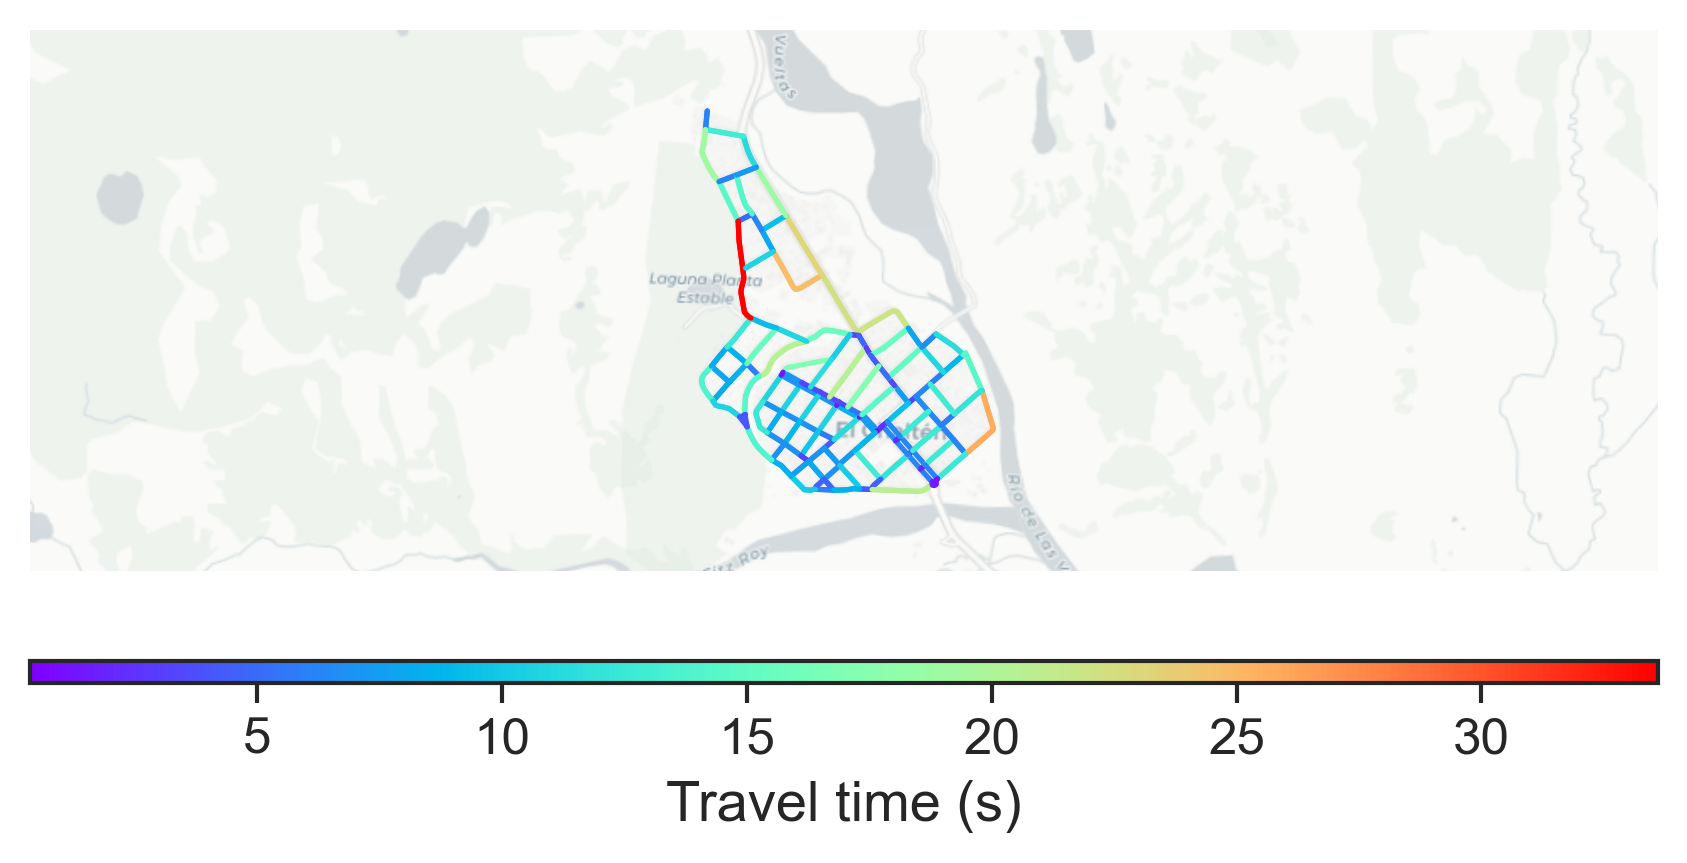 Vueltas
Laguna Planta
Estable
El Chaltén
Río de Las V
Fitz Roy
5 10 15 20 25 30
Travel time (s)